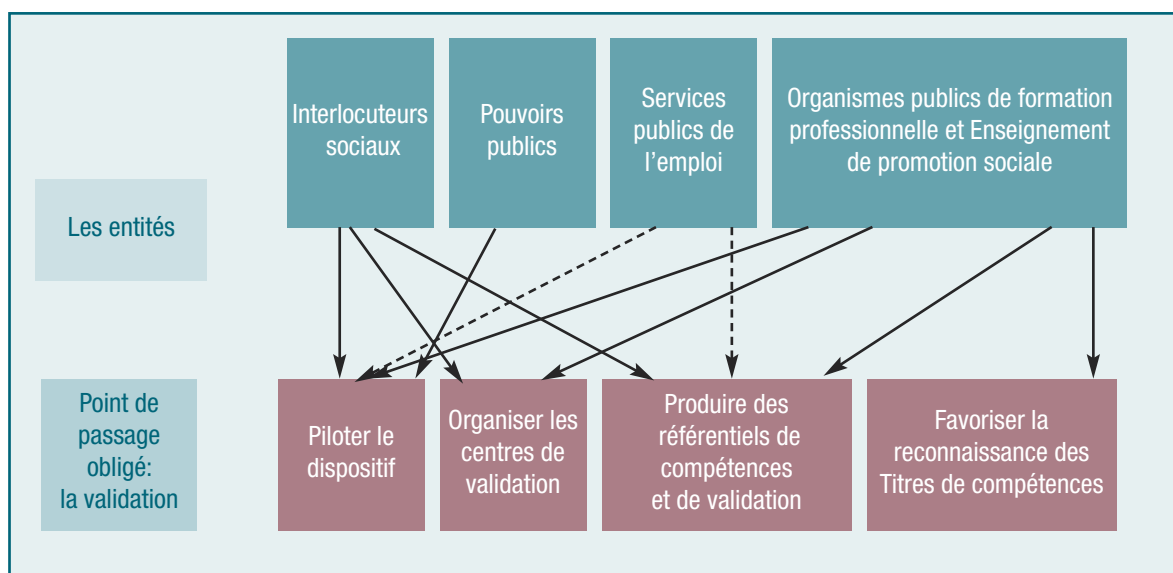 Interlocuteurs
sociaux
Pouvoirs
publics
Services
publics de
l'emploi
Organismes publics de formation
professionnelle et Enseignement
de promotion sociale
Les entités
Point de
passage
obligé:
la validation
Piloter le
dispositif
Organiser les
centres de
validation
Produire des
référentiels de
compétences
et de validation
Favoriser la
reconnaissance des
Titres de compétences